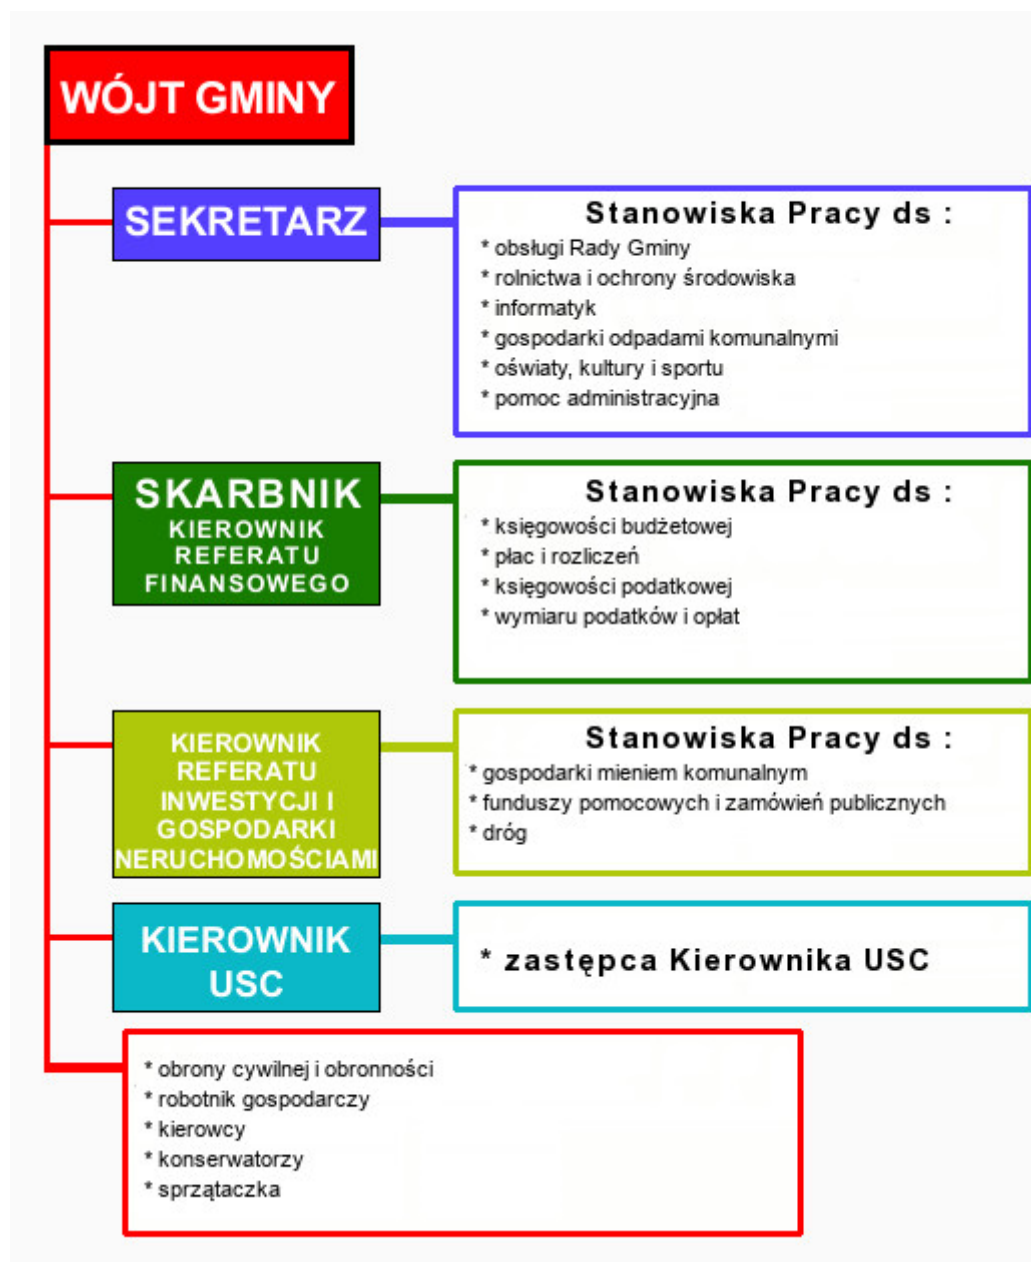 WÓJT GMINY
SEKRETARZ
Stanowiska Pracy ds :
* obsługi Rady Gminy
* rolnictwa i ochrony środowiska
* informatyk
* gospodarki odpadami komunalnymi
* oświaty, kultury i sportu
* pomoc administracyjna
SKARBNIK
KIEROWNIK
REFERATU
FINANSOWEGO
Stanowiska Pracy ds :
* księgowości budżetowej
* płac i rozliczeń
* księgowości podatkowej
* wymiaru podatków i opłat
KIEROWNIK
REFERATU
INWESTYCJI I
GOSPODARKI
NERUCHOMOŚCIAMI
Stanowiska Pracy ds :
* gospodarki mieniem komunalnym
* funduszy pomocowych i zamówień publicznych
* dróg
KIEROWNIK
USC
* zastępca Kierownika USC
* obrony cywilnej i obronności
* robotnik gospodarczy
* kierowcy
* konserwatorzy
* sprzątaczka